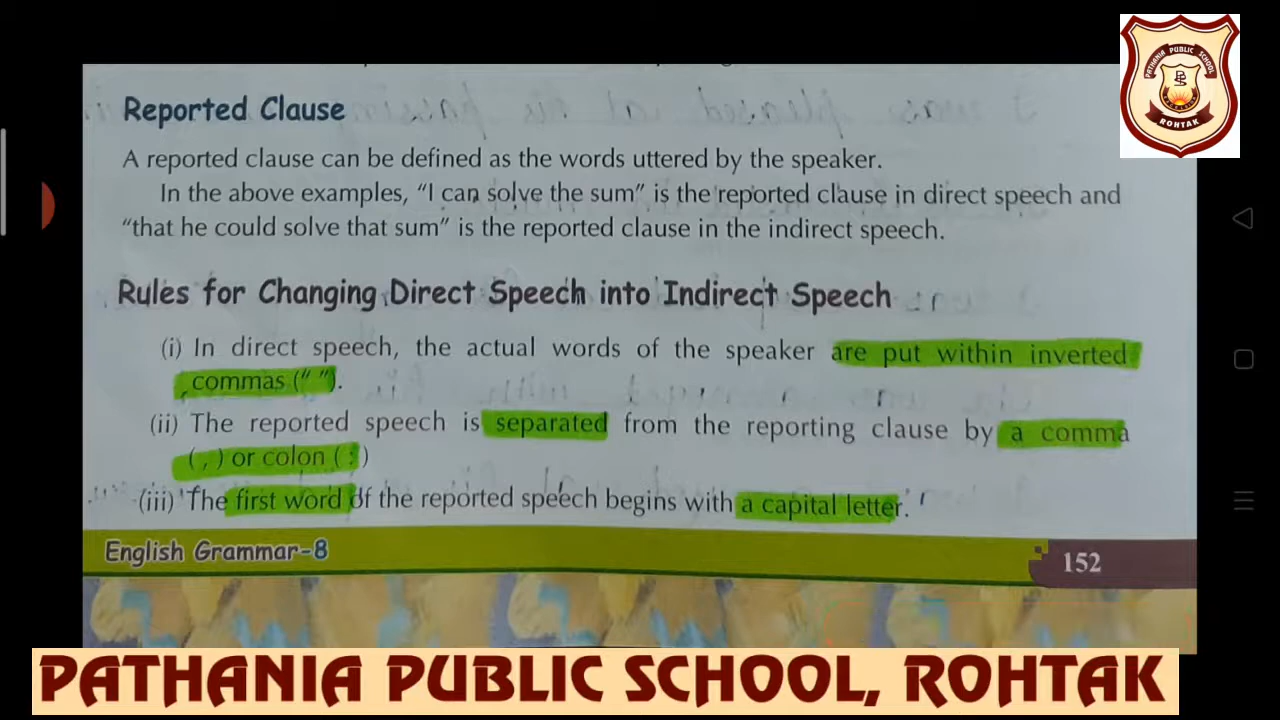 PATHANIA PUBLIC SCHOOL
ROHTAK
Reported Clause
A reported clause can be defined as the words uttered by the speaker.
In the above examples, “I can solve the sum” is the reported clause in direct speech and
“that he could solve that sum” is the reported clause in the indirect speech.
Rules for Changing Direct Speech into Indirect Speech
(i) In direct speech, the actual words of the speaker are put within inverted
commas (“ ”).
(ii) The reported speech is separated from the reporting clause by a comma
( , ) or colon ( : )
(iii) The first word of the reported speech begins with a capital letter.
English Grammar-8
152
PATHANIA PUBLIC SCHOOL, ROHTAK